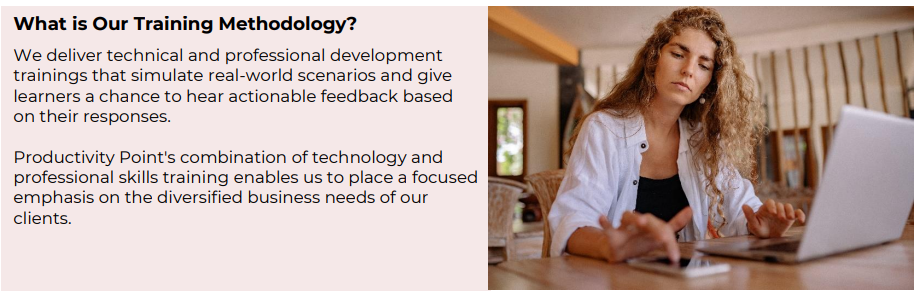 What is Our Training Methodology?
We deliver technical and professional development
trainings that simulate real-world scenarios and give
learners a chance to hear actionable feedback based
on their responses.
Productivity Point's combination of technology and
professional skills training enables us to place a focused
emphasis on the diversified business needs of our
clients.